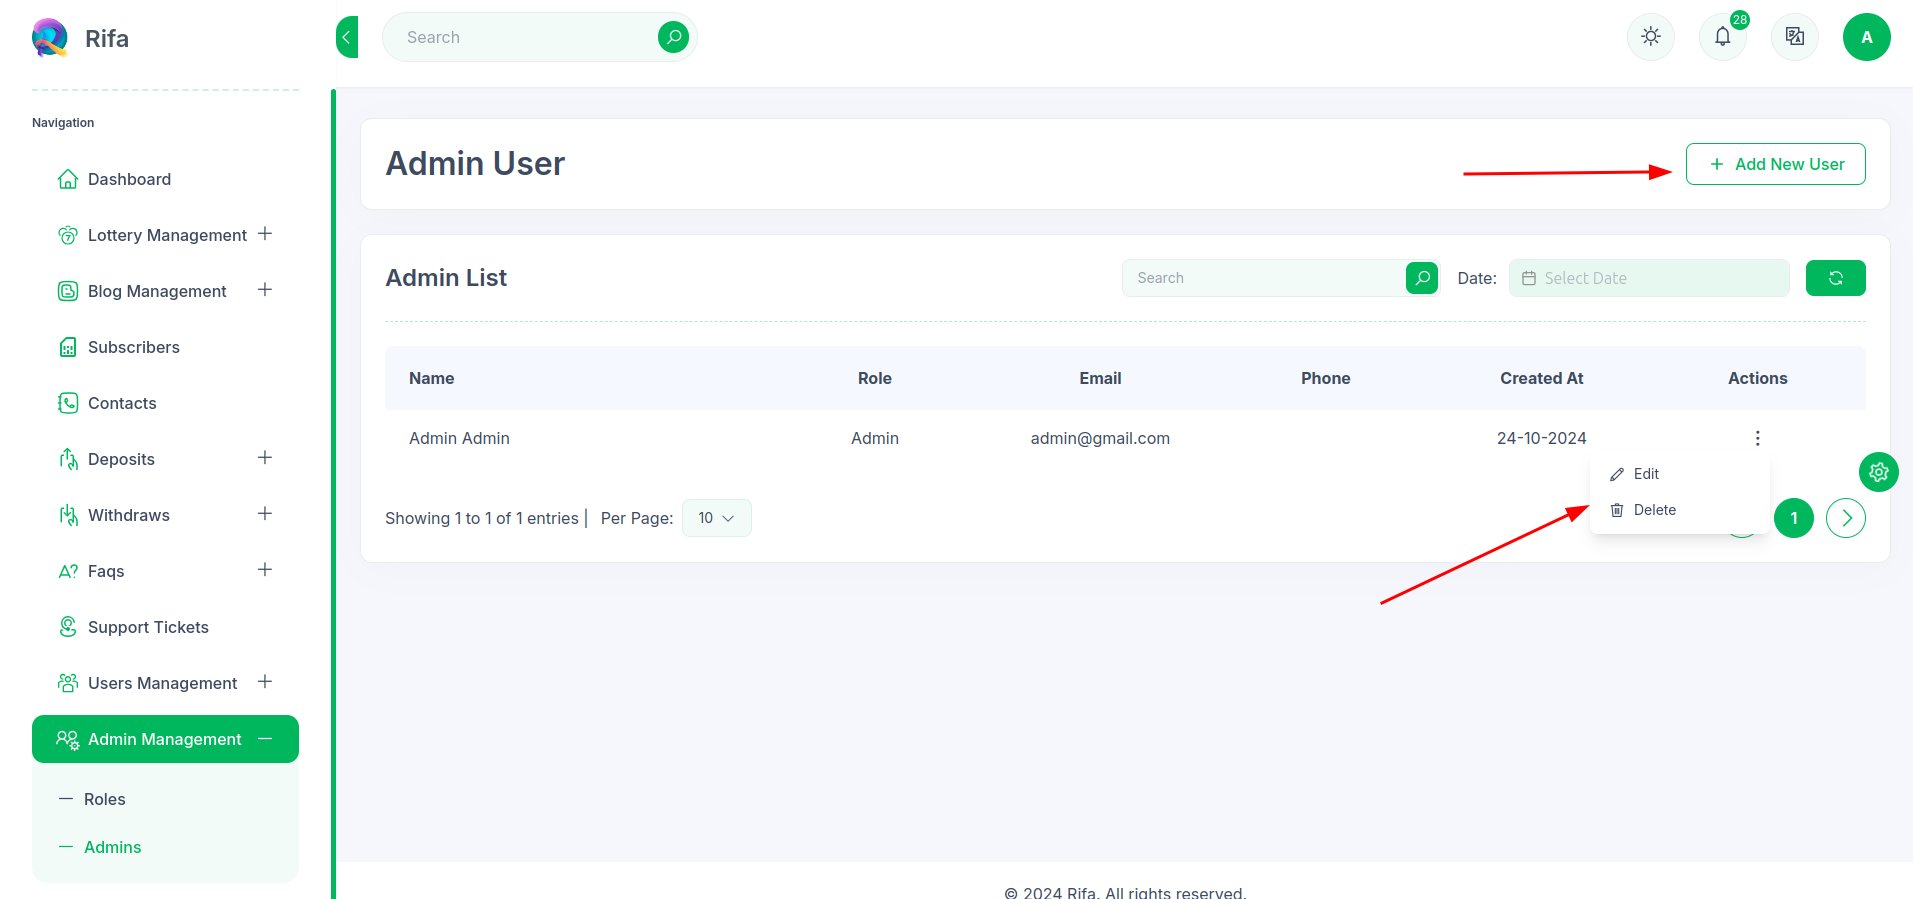 Rifa
Search
28
A
Navigation
Dashboard
Lottery Management
Blog Management
Subscribers
Contacts
Deposits
Withdraws
Faqs
Support Tickets
Users Management
Admin Management
Roles
Admins
Admin User
+ Add New User
Admin List
Search
Date: Select Date
Name Role Email Phone Created At Actions
Admin Admin Admin admin@gmail.com 24-10-2024
Edit
Delete
Showing 1 to 1 of 1 entries | Per Page: 10
1
© 2024 Rifa. All rights reserved.